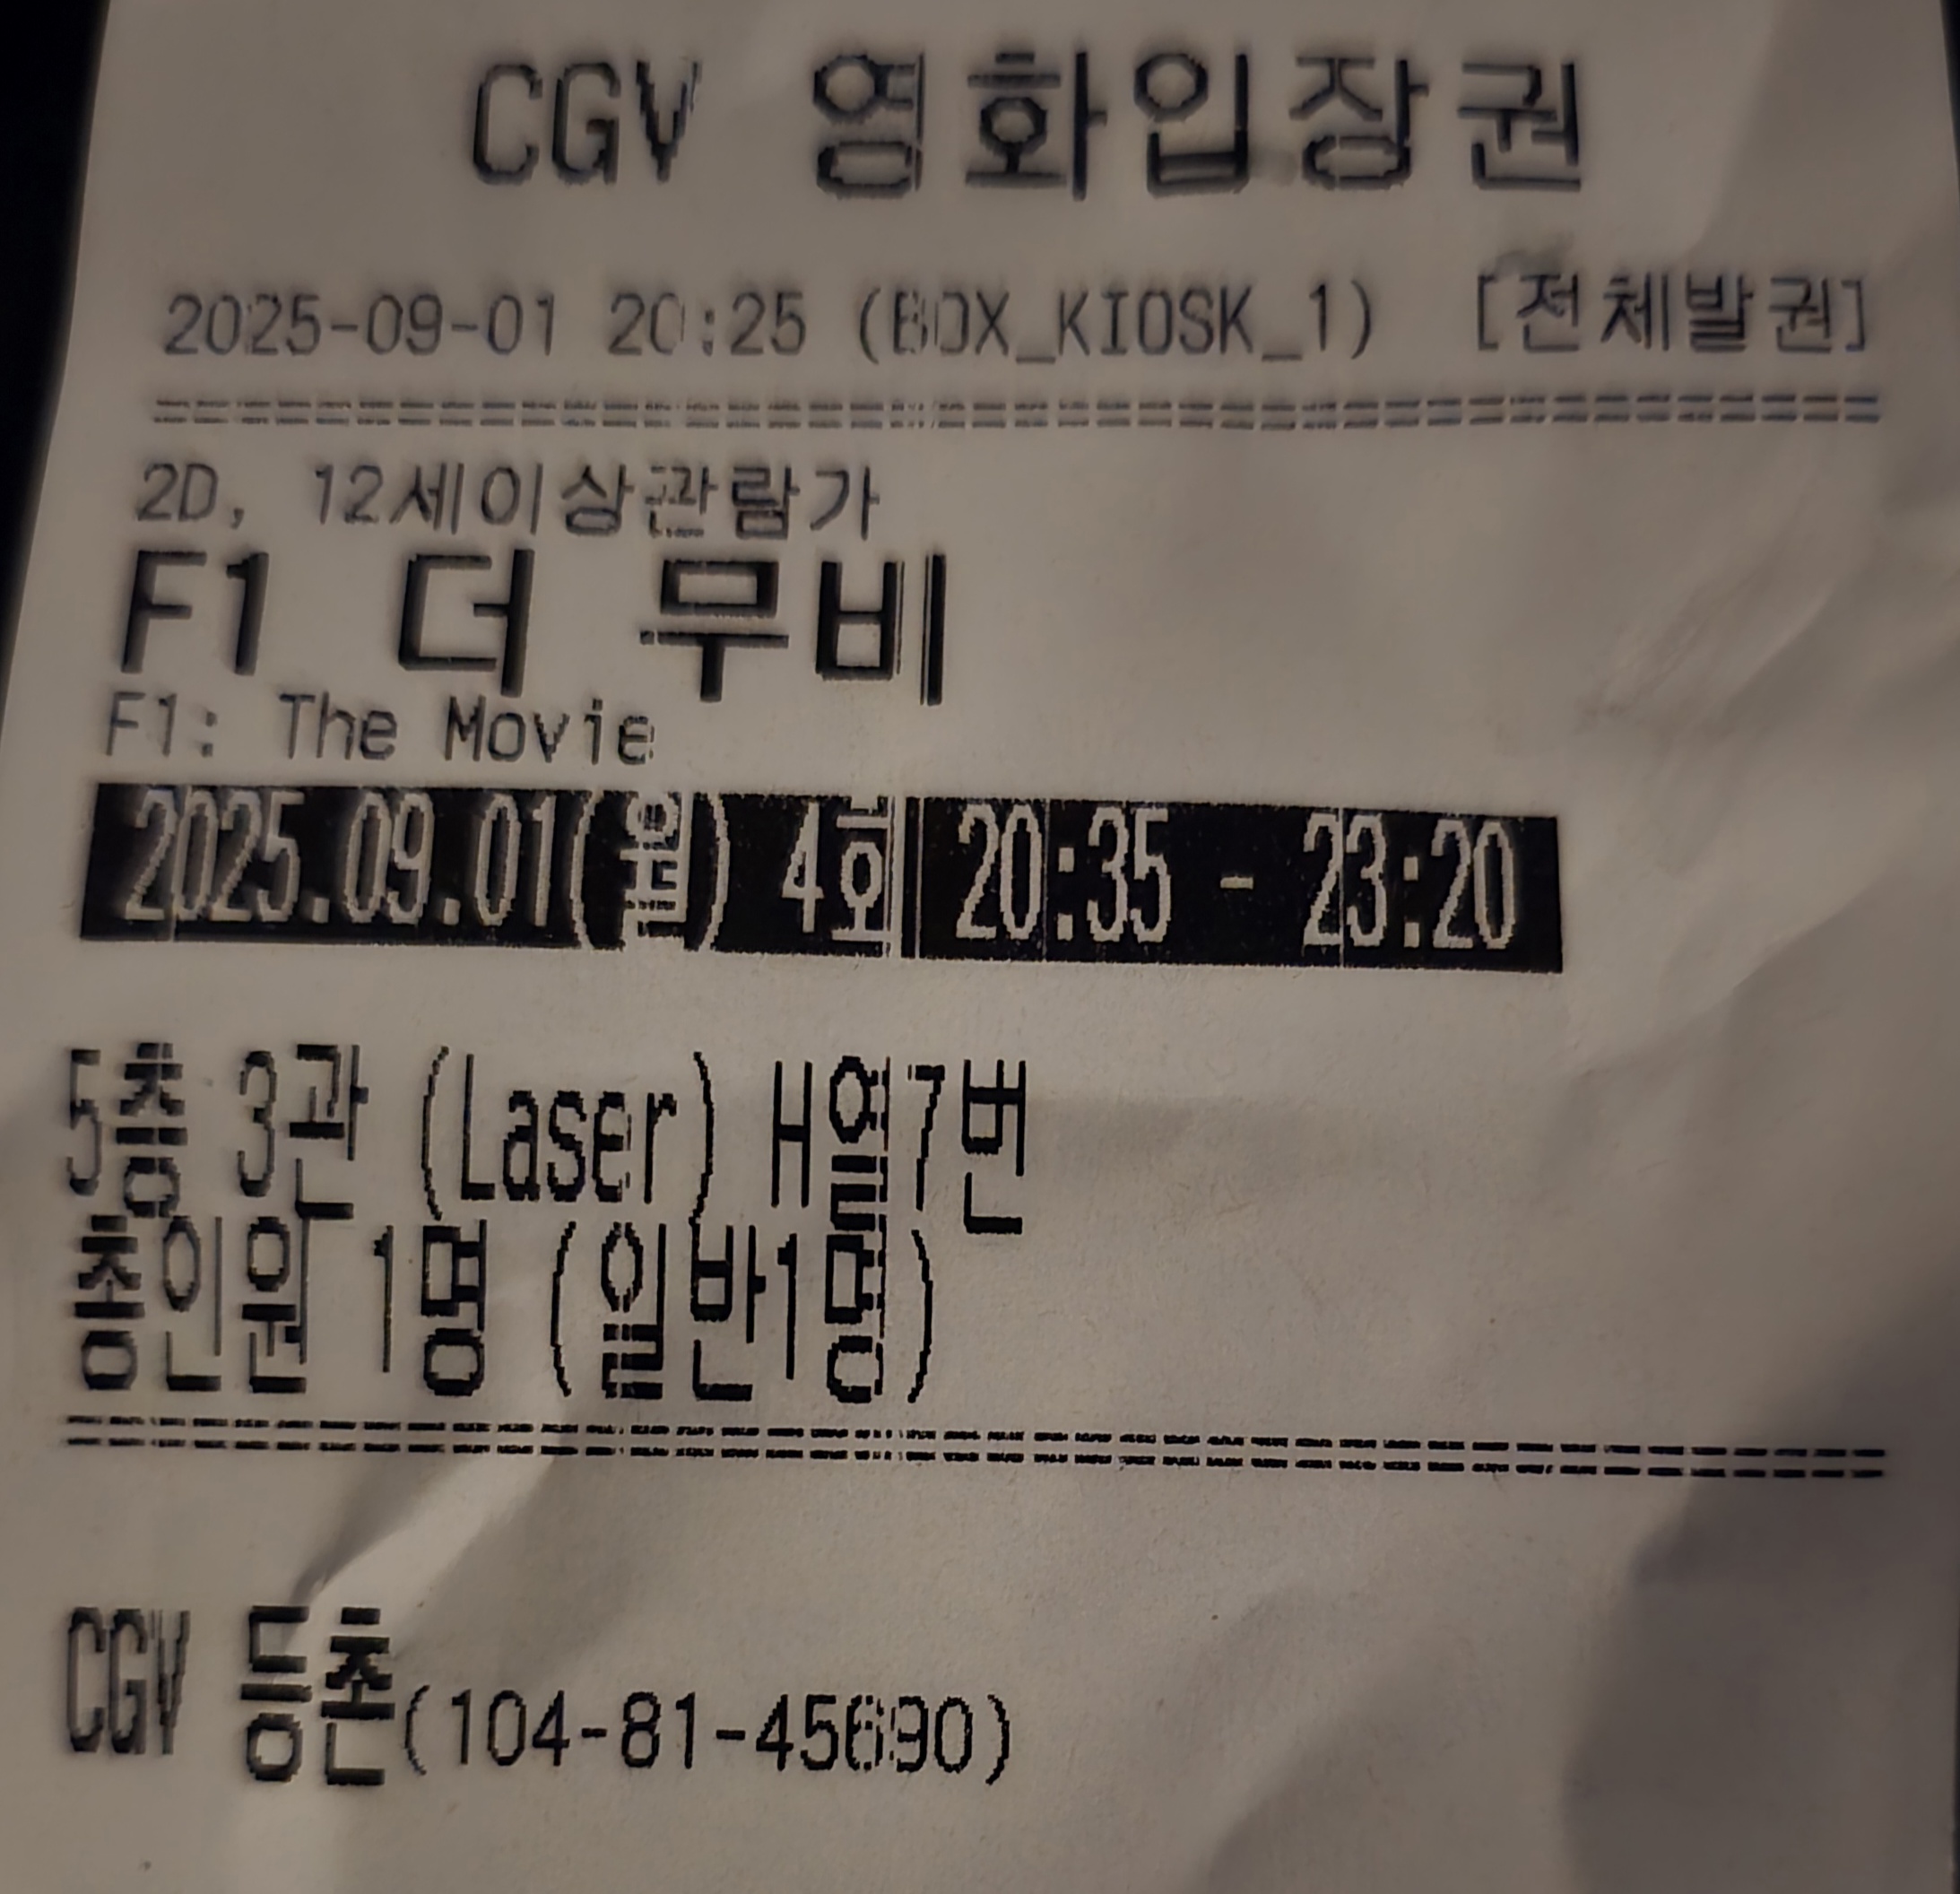 CGV 영화입장권
2025-09-01 20:25 (BOX_KIOSK_1) [전체발권]
================================
2D, 12세이상관람가
F1 더 무비
F1: The Movie
2025.09.01(월) 4회 20:35 - 23:20
5층 3관 (Laser) H열7번
총인원 1명 (일반1명)
================================
CGV 등촌(104-81-45690)